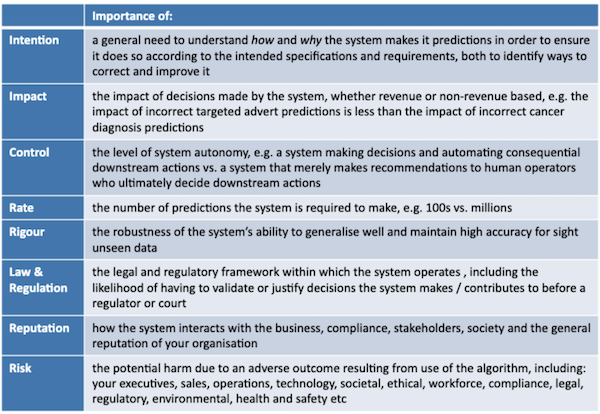 Importance of:
Intention
a general need to understand how and why the system makes it predictions in order to ensure
it does so according to the intended specifications and requirements, both to identify ways to
correct and improve it
Impact
the impact of decisions made by the system, whether revenue or non-revenue based, e.g. the
impact of incorrect targeted advert predictions is less than the impact of incorrect cancer
diagnosis predictions
Control
the level of system autonomy, e.g. a system making decisions and automating consequential
downstream actions vs. a system that merely makes recommendations to human operators
who ultimately decide downstream actions
Rate
the number of predictions the system is required to make, e.g. 100s vs. millions
Rigour
the robustness of the system's ability to generalise well and maintain high accuracy for sight
unseen data
Law &
Regulation
the legal and regulatory framework within which the system operates , including the
likelihood of having to validate or justify decisions the system makes / contributes to before a
regulator or court
Reputation
how the system interacts with the business, compliance, stakeholders, society and the general
reputation of your organisation
Risk
the potential harm due to an adverse outcome resulting from use of the algorithm, including:
your executives, sales, operations, technology, societal, ethical, workforce, compliance, legal,
regulatory, environmental, health and safety etc